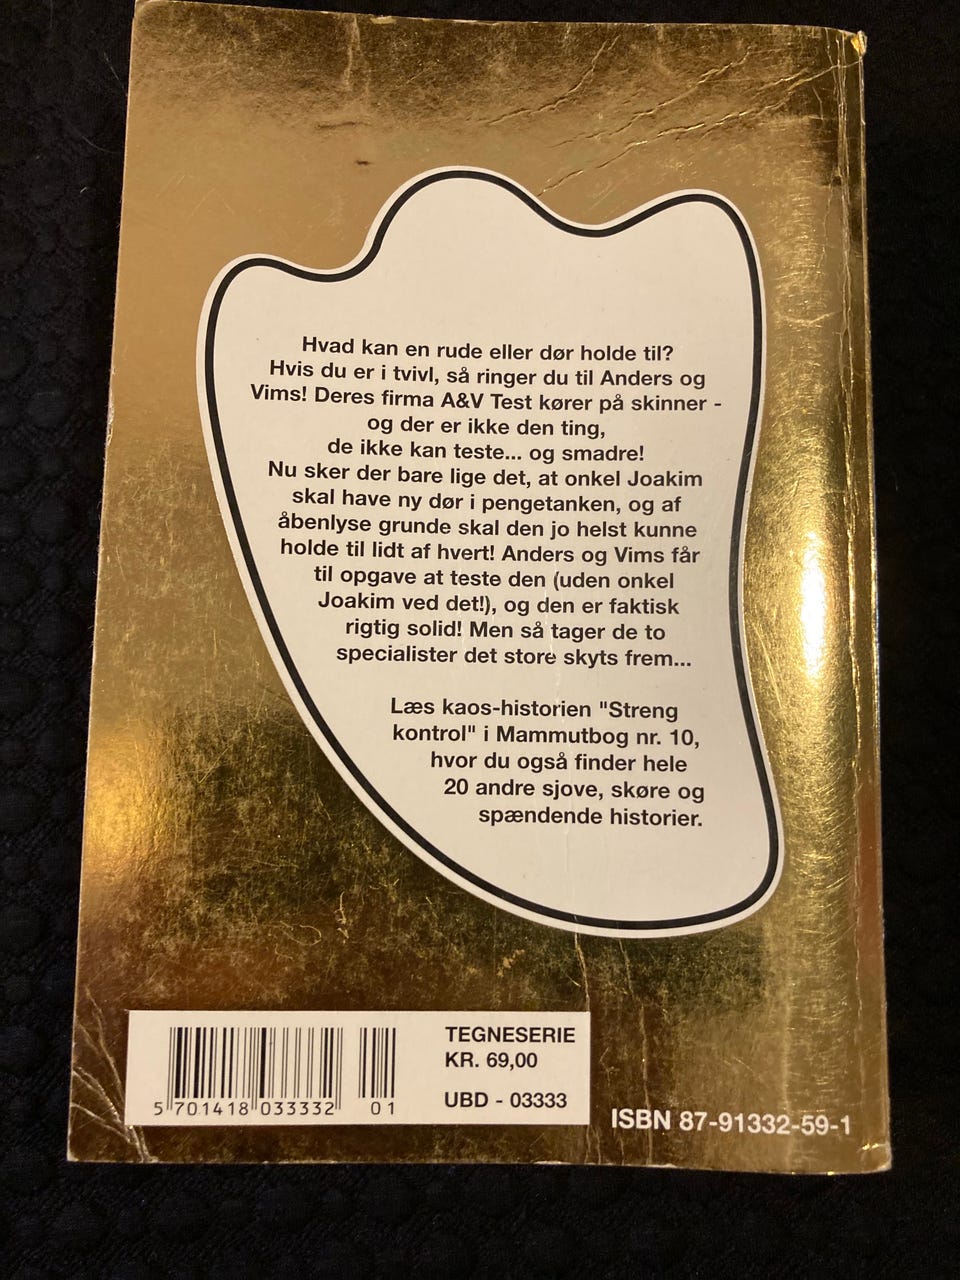 Hvad kan en rude eller dør holde til?
Hvis du er i tvivl, så ringer du til Anders og
Vims! Deres firma A&V Test kører på skinner -
og der er ikke den ting,
de ikke kan teste... og smadre!
Nu sker der bare lige det, at onkel Joakim
skal have ny dør i pengetanken, og af
åbenlyse grunde skal den jo helst kunne
holde til lidt af hvert! Anders og Vims får
til opgave at teste den (uden onkel
Joakim ved det!), og den er faktisk
rigtig solid! Men så tager de to
specialister det store skyts frem...
Læs kaos-historien "Streng
kontrol" i Mammutbog nr. 10,
hvor du også finder hele
20 andre sjove, skøre og
spændende historier.
TEGNESERIE
KR. 69,00
UBD - 03333
5 701418 033332 01
ISBN 87-91332-59-1